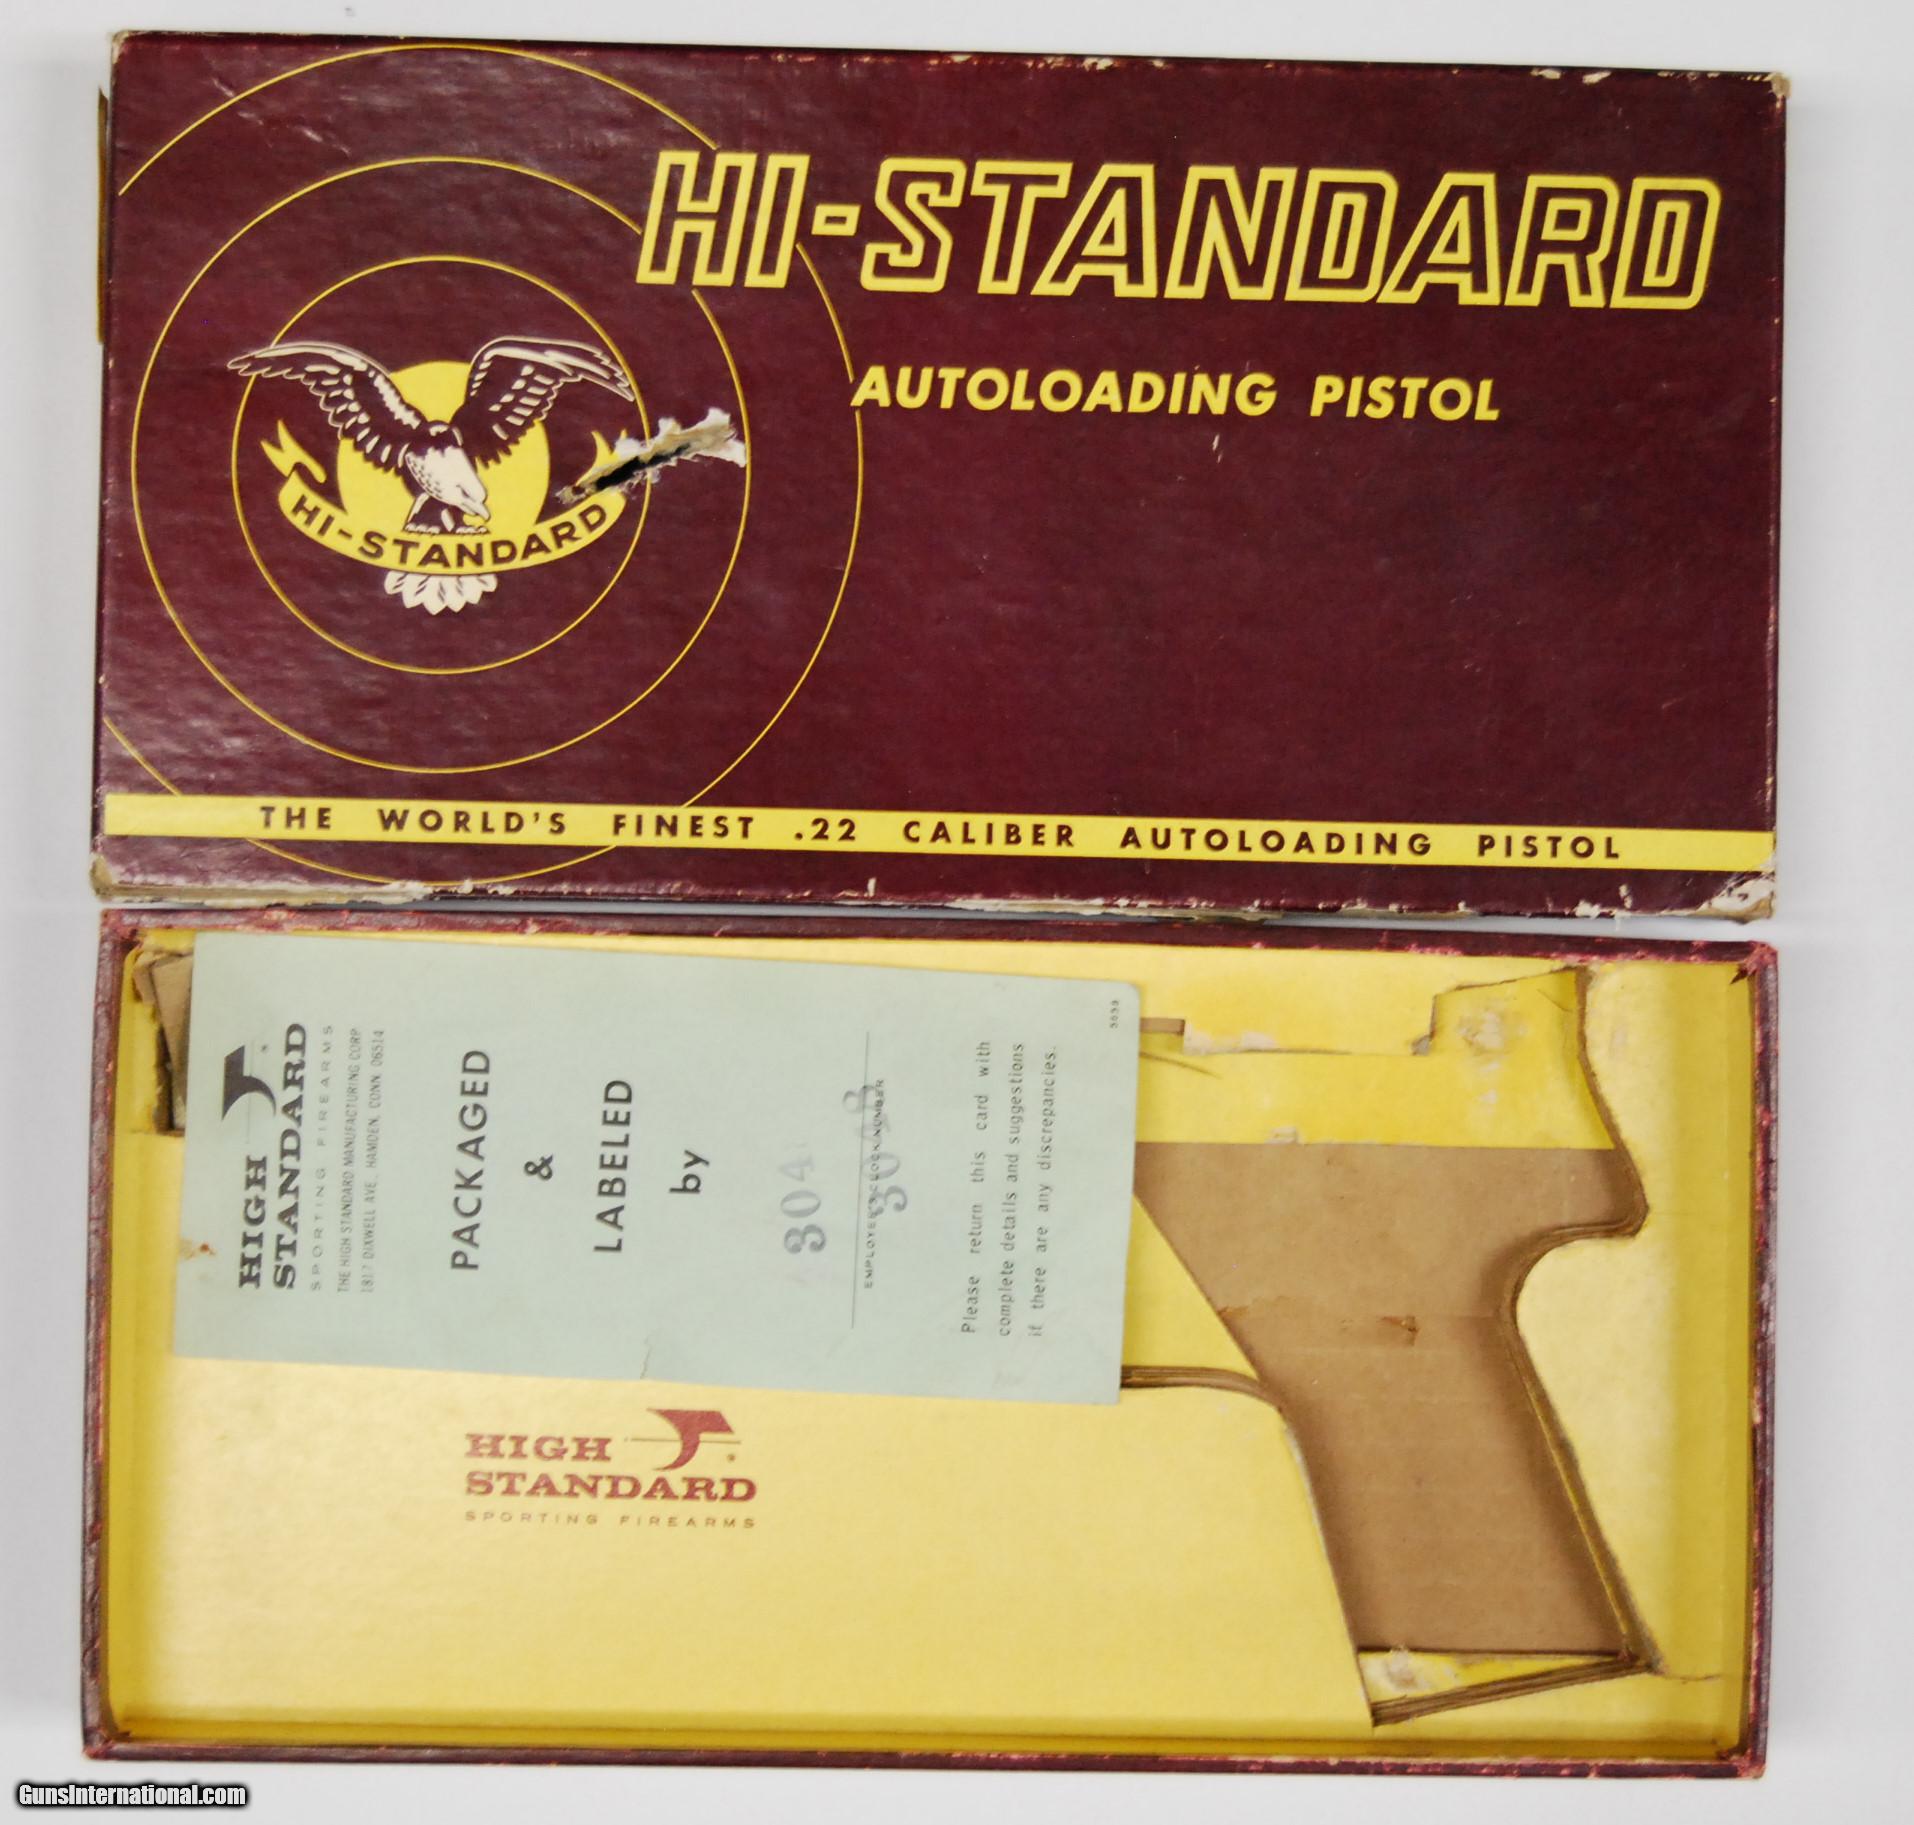 HI-STANDARD
AUTOLOADING PISTOL
HI-STANDARD
THE WORLD'S FINEST .22 CALIBER AUTOLOADING PISTOL
HIGH
STANDARD
SPORTING FIREARMS
THE HIGH STANDARD MANUFACTURING CORP
1817 DIXWELL AVE., HAMDEN, CONN. 06514
PACKAGED
&
LABELED
by
304
3048
EMPLOYEE'S CLOCK NUMBER
Please return this card with
complete details and suggestions
if there are any discrepancies.
HIGH
STANDARD
SPORTING FIREARMS
GunsInternational.com